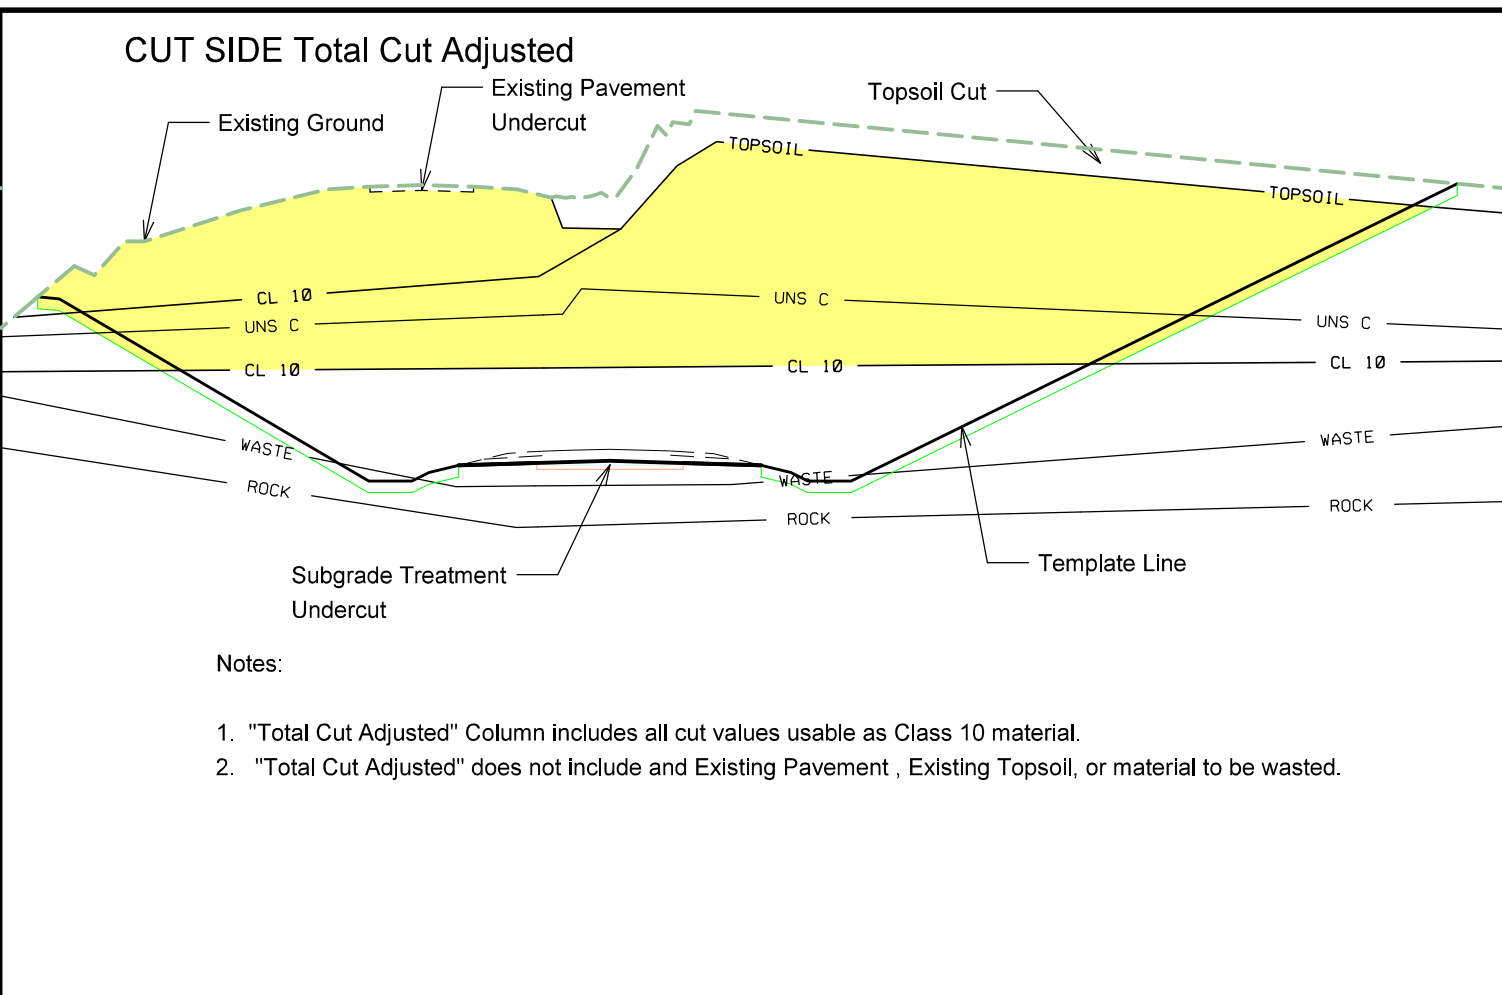 CUT SIDE Total Cut Adjusted
Existing Pavement
Undercut
Topsoil Cut
Existing Ground
TOPSOIL
TOPSOIL
CL 10
UNS C
UNS C
UNS C
CL 10
CL 10
CL 10
WASTE
WASTE
WASTE
ROCK
ROCK
ROCK
Subgrade Treatment
Undercut
Template Line
Notes:
1. "Total Cut Adjusted" Column includes all cut values usable as Class 10 material.
2. "Total Cut Adjusted" does not include and Existing Pavement , Existing Topsoil, or material to be wasted.